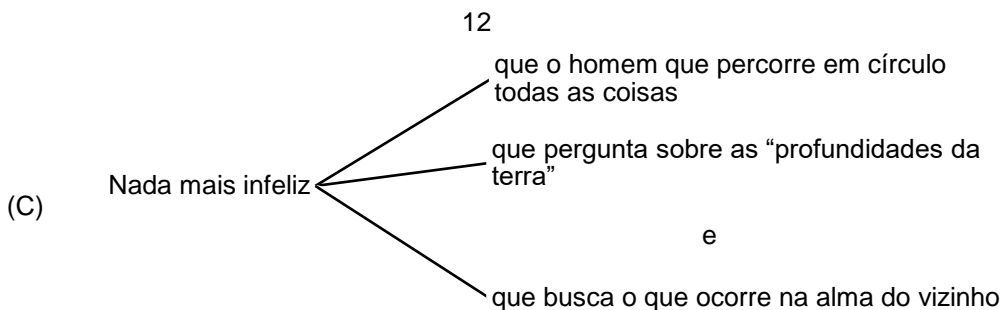 12
que o homem que percorre em círculo
todas as coisas
que pergunta sobre as “profundidades da
terra”
Nada mais infeliz
(C)
e
que busca o que ocorre na alma do vizinho